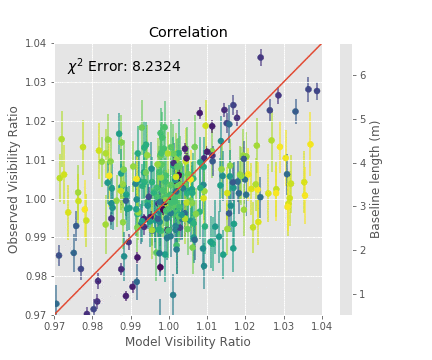 Correlation
χ² Error: 8.2324
Observed Visibility Ratio
1.04
1.03
1.02
1.01
1.00
0.99
0.98
0.97
0.97 0.98 0.99 1.00 1.01 1.02 1.03 1.04
Model Visibility Ratio
6
5
4
3
2
1
Baseline length (m)